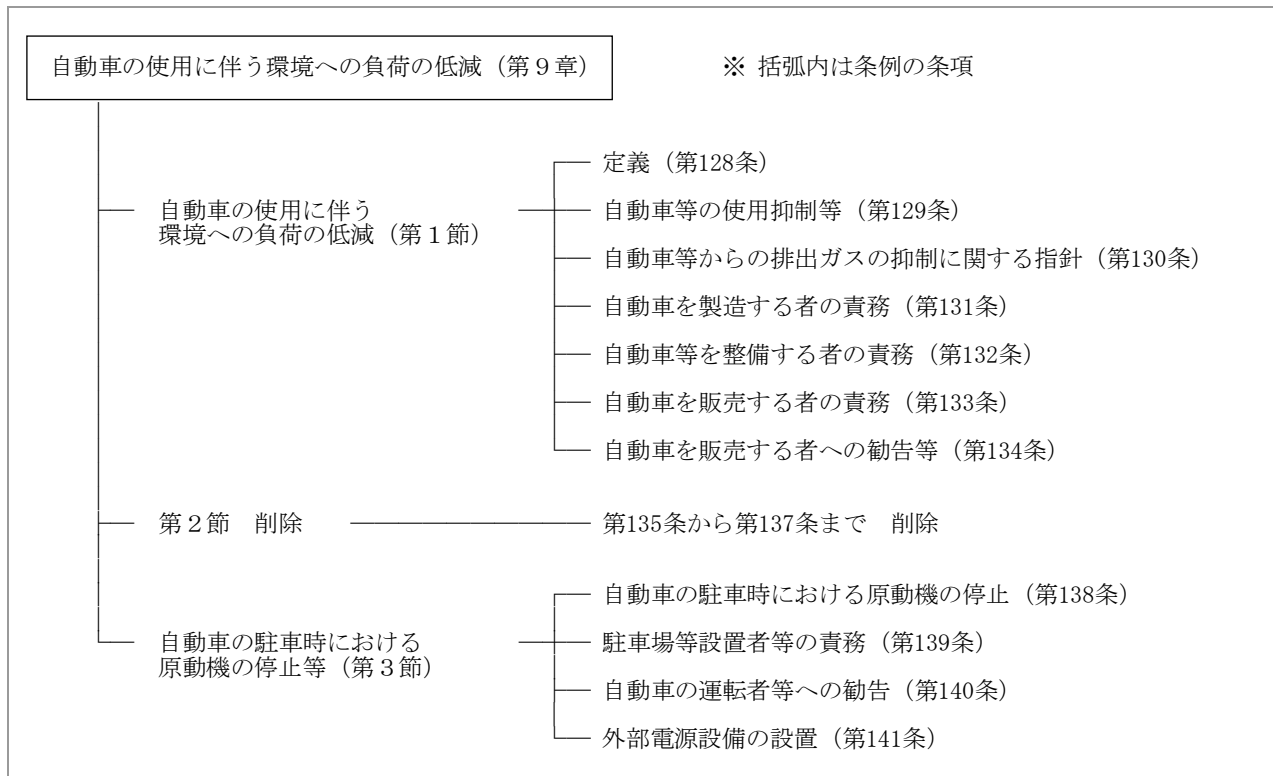 自動車の使用に伴う環境への負荷の低減（第９章）
※ 括弧内は条例の条項
自動車の使用に伴う
環境への負荷の低減（第１節）
定義（第128条）
自動車等の使用抑制等（第129条）
自動車等からの排出ガスの抑制に関する指針（第130条）
自動車を製造する者の責務（第131条）
自動車等を整備する者の責務（第132条）
自動車を販売する者の責務（第133条）
自動車を販売する者への勧告等（第134条）
第２節　削除
第135条から第137条まで　削除
自動車の駐車時における
原動機の停止等（第３節）
自動車の駐車時における原動機の停止（第138条）
駐車場等設置者等の責務（第139条）
自動車の運転者等への勧告（第140条）
外部電源設備の設置（第141条）